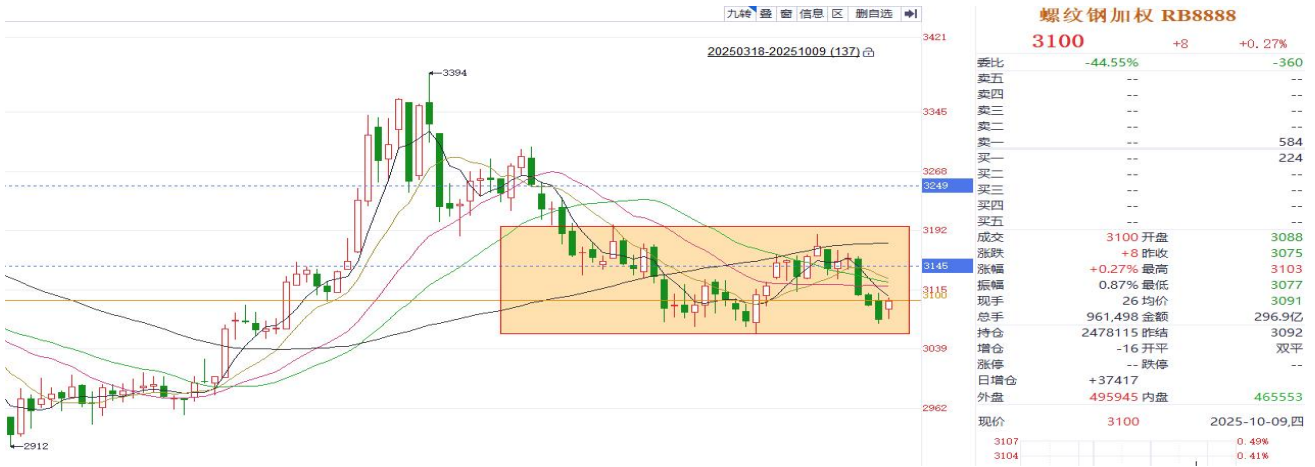 九转 叠 窗 信息 区 删自选
20250318-20251009 (137)
3421
3394
3345
3268
3249
3192
3145
3115
3100
3039
2962
2912
螺纹钢加权 RB8888
3100 +8 +0.27%
委比 -44.55% -360
卖五 -- --
卖四 -- --
卖三 -- --
卖二 -- --
卖一 -- 584
买一 -- 224
买二 -- --
买三 -- --
买四 -- --
买五 -- --
成交 3100 开盘 3088
涨跌 +8 昨收 3075
涨幅 +0.27% 最高 3103
振幅 0.87% 最低 3077
现手 26 均价 3091
总手 961,498 金额 296.9亿
持仓 2478115 昨结 3092
增仓 -16 开平 双平
涨停 -- 跌停 --
日增仓 +37417
外盘 495945 内盘 465553
现价 3100 2025-10-09,四
3107 0.49%
3104 0.41%